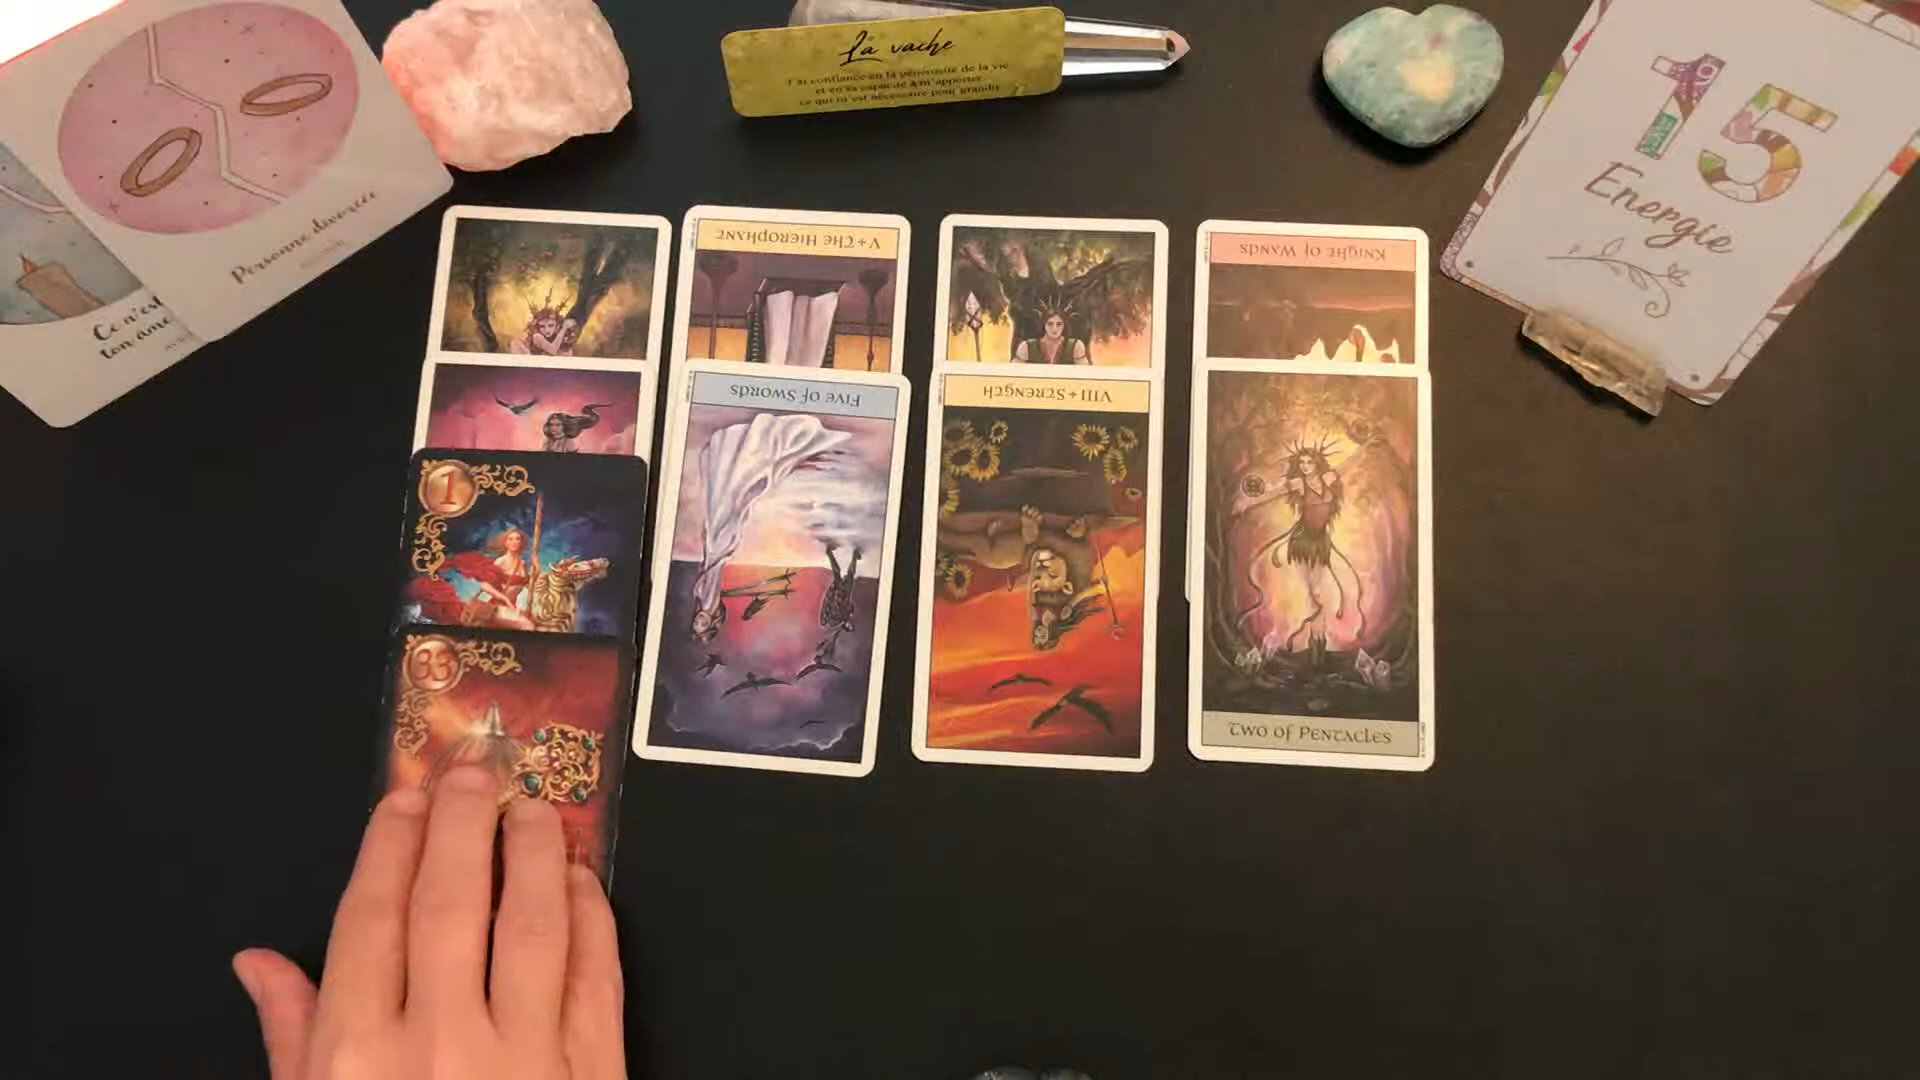 La vache
J'ai confiance en la générosité de la vie
et en sa capacité à m'apporter
ce qui m'est nécessaire pour grandir
Personne divorcée
Ce n'est
ton âme
15
Energie
V + The Hierophant
Knight of Wands
Five of Swords
VIII + Strength
Two of Pentacles
1
33